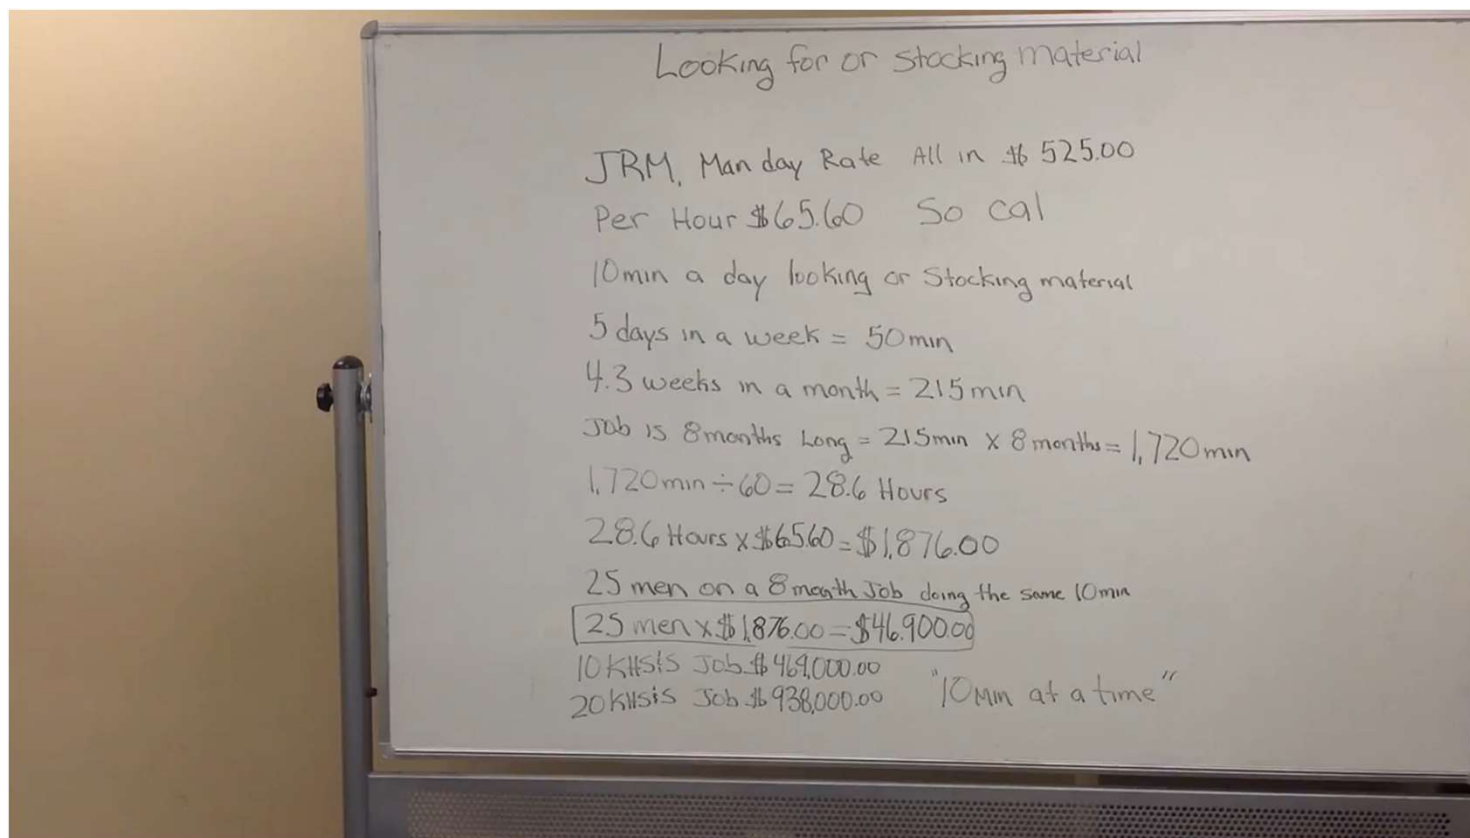 Looking for or Stocking material
JRM. Man day Rate All in $ 525.00
Per Hour $65.60 So cal
10min a day looking or Stocking material
5 days in a week = 50min
4.3 weeks in a month = 215min
Job is 8months Long = 215min x 8 months = 1,720min
1,720min ÷ 60 = 28.6 Hours
28.6 Hours x $65.60 = $1,876.00
25 men on a 8 month Job doing the same 10min
25 men x $1,876.00 = $46,900.00
10 Job $469,000.00
20 Job $938,000.00 "10Min at a time"